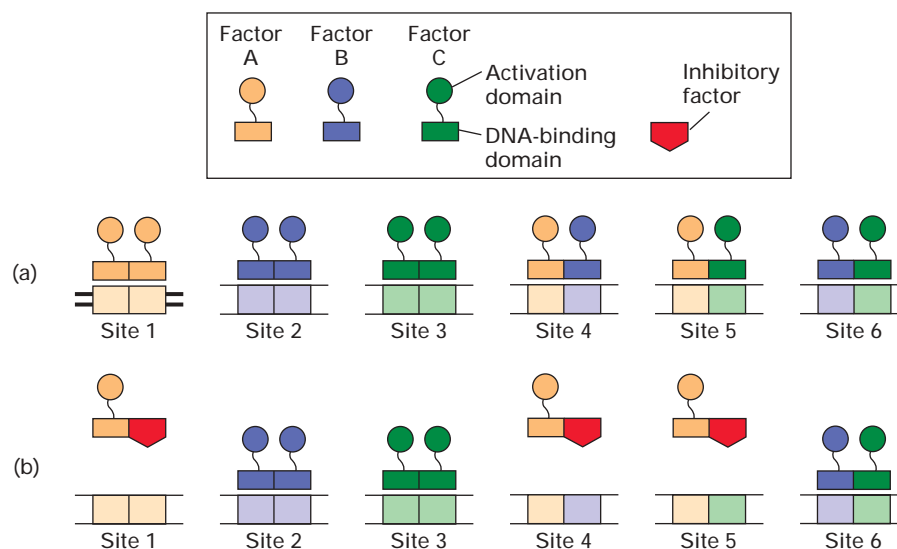 Factor
A
Factor
B
Factor
C
Activation
domain
DNA-binding
domain
Inhibitory
factor
(a)
Site 1
Site 2
Site 3
Site 4
Site 5
Site 6
(b)
Site 1
Site 2
Site 3
Site 4
Site 5
Site 6